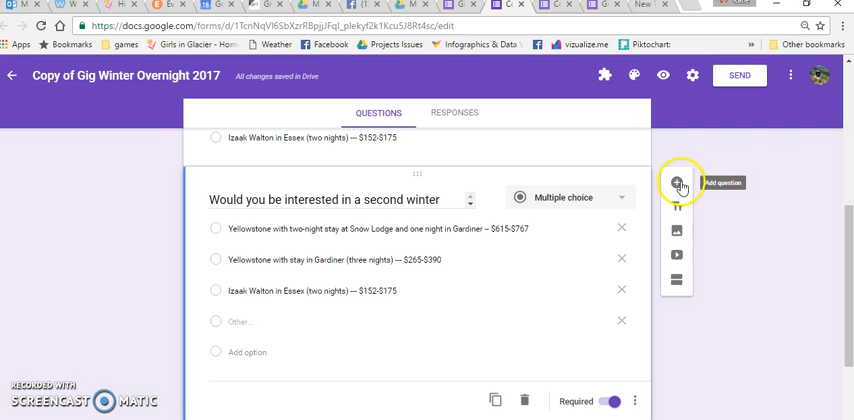 https://docs.google.com/forms/d/1TcnNqVl6SbXzrRBpjjJFqI_plekyf2k1Kcu5J8Rt4sc/edit
Apps Bookmarks games Girls in Glacier - Hom Weather Facebook Projects Issues Infographics & Data V vizualize.me Piktochart: » Other bookmarks
Copy of Gig Winter Overnight 2017 All changes saved in Drive SEND
QUESTIONS RESPONSES
Izaak Walton in Essex (two nights) --- $152-$175
Would you be interested in a second winter Multiple choice
Add question
Yellowstone with two-night stay at Snow Lodge and one night in Gardiner -- $615-$767
Yellowstone with stay in Gardiner (three nights) --- $265-$390
Izaak Walton in Essex (two nights) --- $152-$175
Other...
Add option
Required
RECORDED WITH
SCREENCAST MATIC